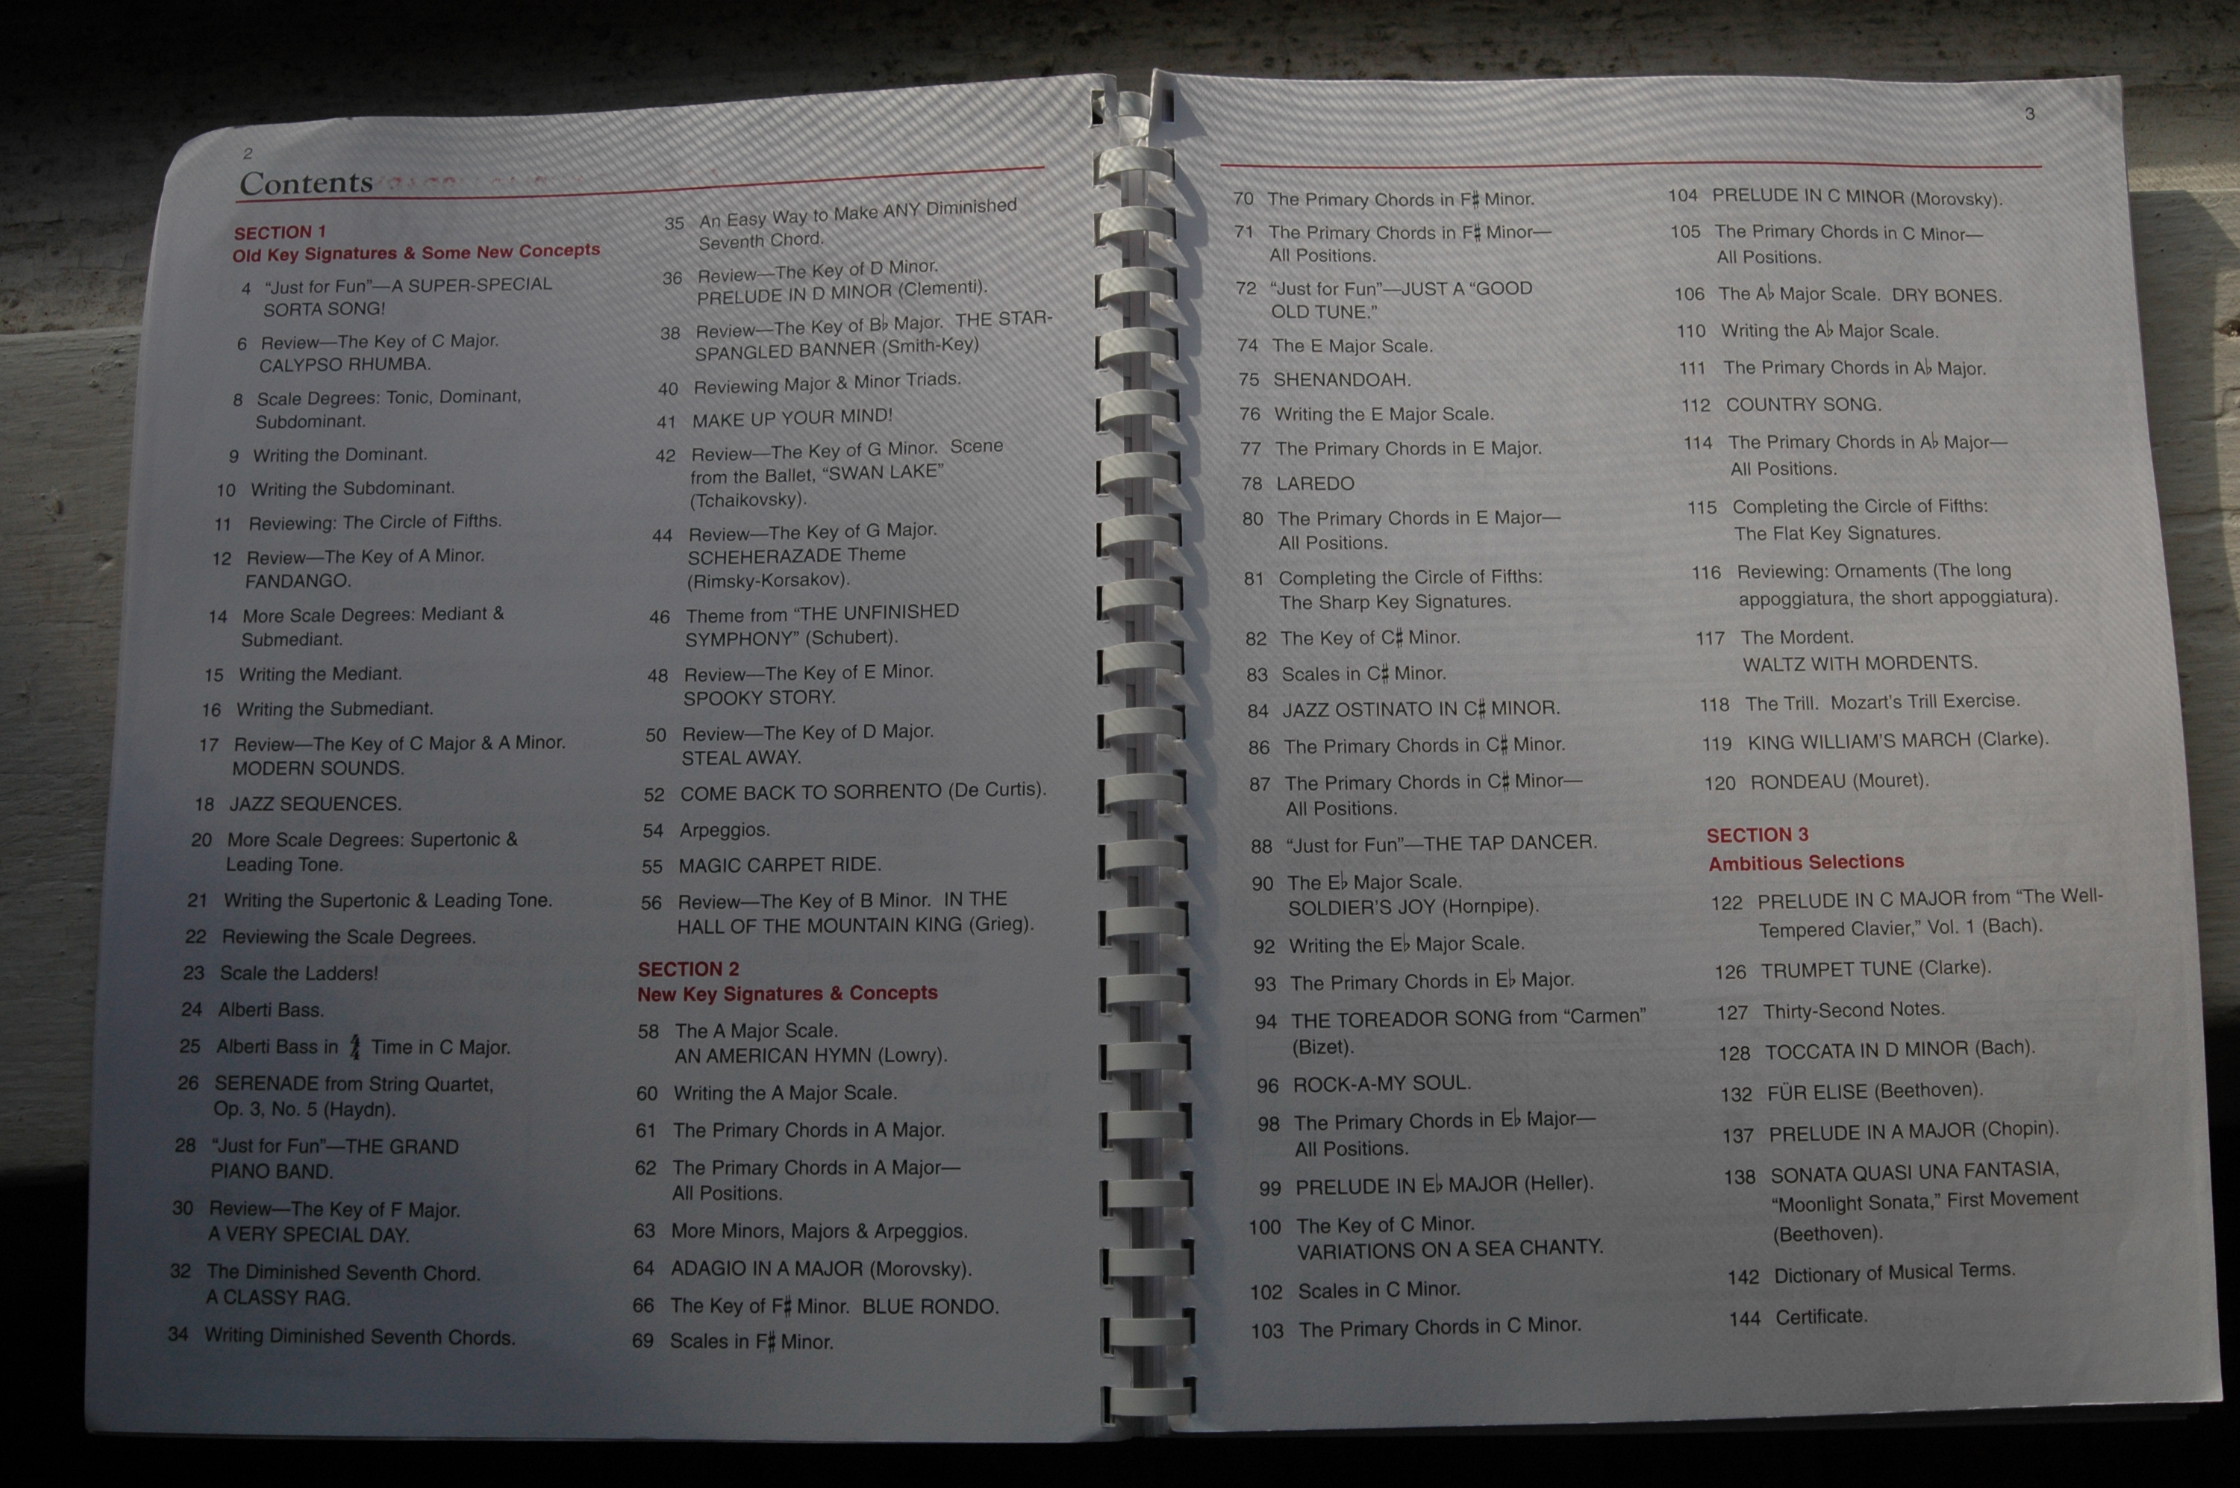 2
Contents
SECTION 1
Old Key Signatures & Some New Concepts
4 “Just for Fun”—A SUPER-SPECIAL
SORTA SONG!
6 Review—The Key of C Major.
CALYPSO RHUMBA.
8 Scale Degrees: Tonic, Dominant,
Subdominant.
9 Writing the Dominant.
10 Writing the Subdominant.
11 Reviewing: The Circle of Fifths.
12 Review—The Key of A Minor.
FANDANGO.
14 More Scale Degrees: Mediant &
Submediant.
15 Writing the Mediant.
16 Writing the Submediant.
17 Review—The Key of C Major & A Minor.
MODERN SOUNDS.
18 JAZZ SEQUENCES.
20 More Scale Degrees: Supertonic &
Leading Tone.
21 Writing the Supertonic & Leading Tone.
22 Reviewing the Scale Degrees.
23 Scale the Ladders!
24 Alberti Bass.
25 Alberti Bass in 4/4 Time in C Major.
26 SERENADE from String Quartet,
Op. 3, No. 5 (Haydn).
28 “Just for Fun”—THE GRAND
PIANO BAND.
30 Review—The Key of F Major.
A VERY SPECIAL DAY.
32 The Diminished Seventh Chord.
A CLASSY RAG.
34 Writing Diminished Seventh Chords.
35 An Easy Way to Make ANY Diminished
Seventh Chord.
36 Review—The Key of D Minor.
PRELUDE IN D MINOR (Clementi).
38 Review—The Key of B♭ Major. THE STAR-
SPANGLED BANNER (Smith-Key)
40 Reviewing Major & Minor Triads.
41 MAKE UP YOUR MIND!
42 Review—The Key of G Minor. Scene
from the Ballet, “SWAN LAKE”
(Tchaikovsky).
44 Review—The Key of G Major.
SCHEHERAZADE Theme
(Rimsky-Korsakov).
46 Theme from “THE UNFINISHED
SYMPHONY” (Schubert).
48 Review—The Key of E Minor.
SPOOKY STORY.
50 Review—The Key of D Major.
STEAL AWAY.
52 COME BACK TO SORRENTO (De Curtis).
54 Arpeggios.
55 MAGIC CARPET RIDE.
56 Review—The Key of B Minor. IN THE
HALL OF THE MOUNTAIN KING (Grieg).
SECTION 2
New Key Signatures & Concepts
58 The A Major Scale.
AN AMERICAN HYMN (Lowry).
60 Writing the A Major Scale.
61 The Primary Chords in A Major.
62 The Primary Chords in A Major—
All Positions.
63 More Minors, Majors & Arpeggios.
64 ADAGIO IN A MAJOR (Morovsky).
66 The Key of F♯ Minor. BLUE RONDO.
69 Scales in F♯ Minor.
3
70 The Primary Chords in F♯ Minor.
71 The Primary Chords in F♯ Minor—
All Positions.
72 “Just for Fun”—JUST A “GOOD
OLD TUNE.”
74 The E Major Scale.
75 SHENANDOAH.
76 Writing the E Major Scale.
77 The Primary Chords in E Major.
78 LAREDO
80 The Primary Chords in E Major—
All Positions.
81 Completing the Circle of Fifths:
The Sharp Key Signatures.
82 The Key of C♯ Minor.
83 Scales in C♯ Minor.
84 JAZZ OSTINATO IN C♯ MINOR.
86 The Primary Chords in C♯ Minor.
87 The Primary Chords in C♯ Minor—
All Positions.
88 “Just for Fun”—THE TAP DANCER.
90 The E♭ Major Scale.
SOLDIER'S JOY (Hornpipe).
92 Writing the E♭ Major Scale.
93 The Primary Chords in E♭ Major.
94 THE TOREADOR SONG from “Carmen”
(Bizet).
96 ROCK-A-MY SOUL.
98 The Primary Chords in E♭ Major—
All Positions.
99 PRELUDE IN E♭ MAJOR (Heller).
100 The Key of C Minor.
VARIATIONS ON A SEA CHANTY.
102 Scales in C Minor.
103 The Primary Chords in C Minor.
104 PRELUDE IN C MINOR (Morovsky).
105 The Primary Chords in C Minor—
All Positions.
106 The A♭ Major Scale. DRY BONES.
110 Writing the A♭ Major Scale.
111 The Primary Chords in A♭ Major.
112 COUNTRY SONG.
114 The Primary Chords in A♭ Major—
All Positions.
115 Completing the Circle of Fifths:
The Flat Key Signatures.
116 Reviewing: Ornaments (The long
appoggiatura, the short appoggiatura).
117 The Mordent.
WALTZ WITH MORDENTS.
118 The Trill. Mozart's Trill Exercise.
119 KING WILLIAM'S MARCH (Clarke).
120 RONDEAU (Mouret).
SECTION 3
Ambitious Selections
122 PRELUDE IN C MAJOR from “The Well-
Tempered Clavier,” Vol. 1 (Bach).
126 TRUMPET TUNE (Clarke).
127 Thirty-Second Notes.
128 TOCCATA IN D MINOR (Bach).
132 FÜR ELISE (Beethoven).
137 PRELUDE IN A MAJOR (Chopin).
138 SONATA QUASI UNA FANTASIA,
“Moonlight Sonata,” First Movement
(Beethoven).
142 Dictionary of Musical Terms.
144 Certificate.